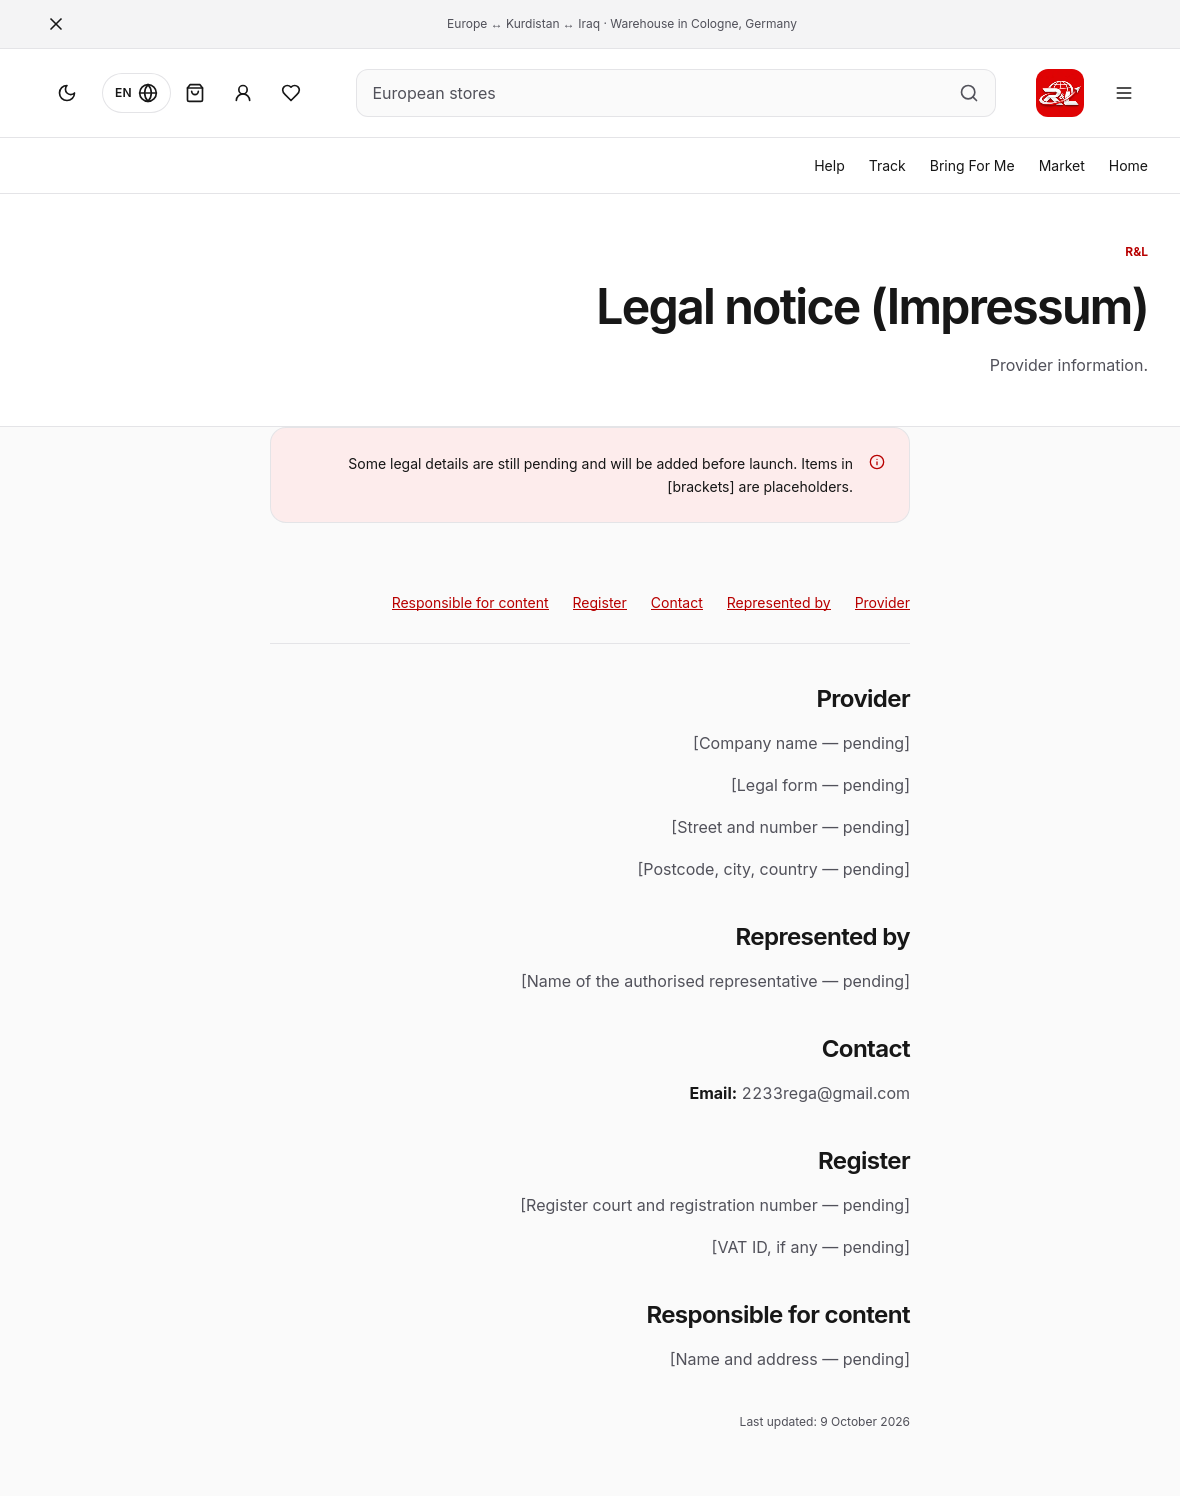 Europe ↔ Kurdistan ↔ Iraq · Warehouse in Cologne, Germany
EN
European stores
R&L
Help Track Bring For Me Market Home
R&L
Legal notice (Impressum)
Provider information.
Some legal details are still pending and will be added before launch. Items in
[brackets] are placeholders.
Responsible for content Register Contact Represented by Provider
Provider
[Company name — pending]
[Legal form — pending]
[Street and number — pending]
[Postcode, city, country — pending]
Represented by
[Name of the authorised representative — pending]
Contact
Email: 2233rega@gmail.com
Register
[Register court and registration number — pending]
[VAT ID, if any — pending]
Responsible for content
[Name and address — pending]
Last updated: 9 October 2026